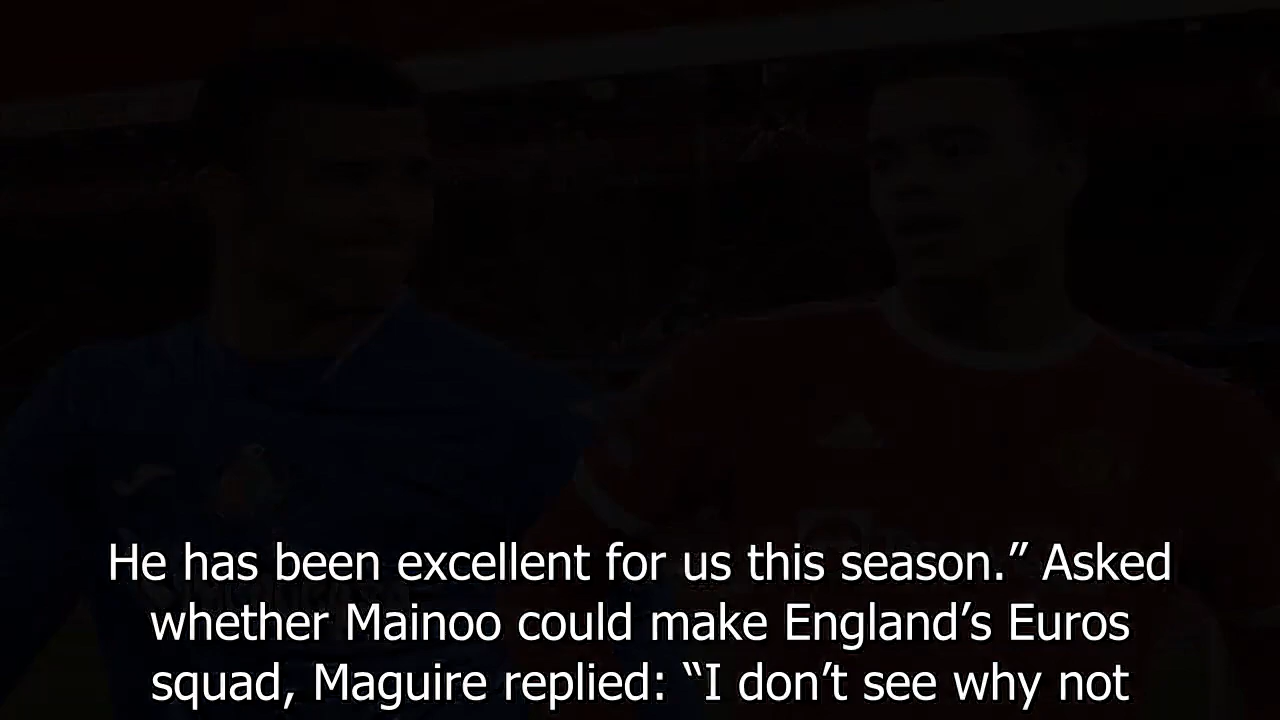 He has been excellent for us this season.” Asked
whether Mainoo could make England’s Euros
squad, Maguire replied: “I don’t see why not